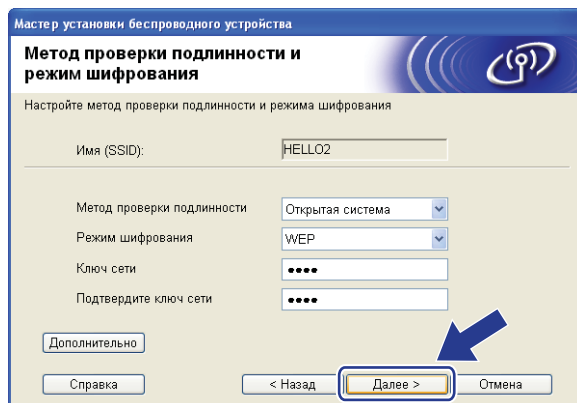 Мастер установки беспроводного устройства
Метод проверки подлинности и
режим шифрования
Настройте метод проверки подлинности и режима шифрования
Имя (SSID): HELLO2
Метод проверки подлинности Открытая система
Режим шифрования WEP
Ключ сети ••••
Подтвердите ключ сети ••••
Дополнительно
Справка < Назад Далее > Отмена